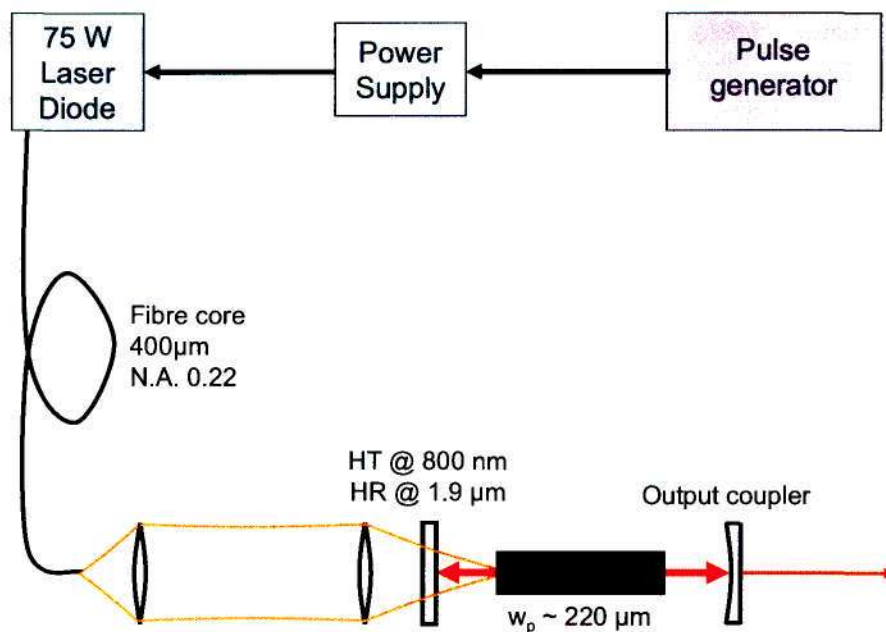 75 W
Laser
Diode
Power
Supply
Pulse
generator
Fibre core
400µm
N.A. 0.22
HT @ 800 nm
HR @ 1.9 µm
Output coupler
wp ~ 220 µm